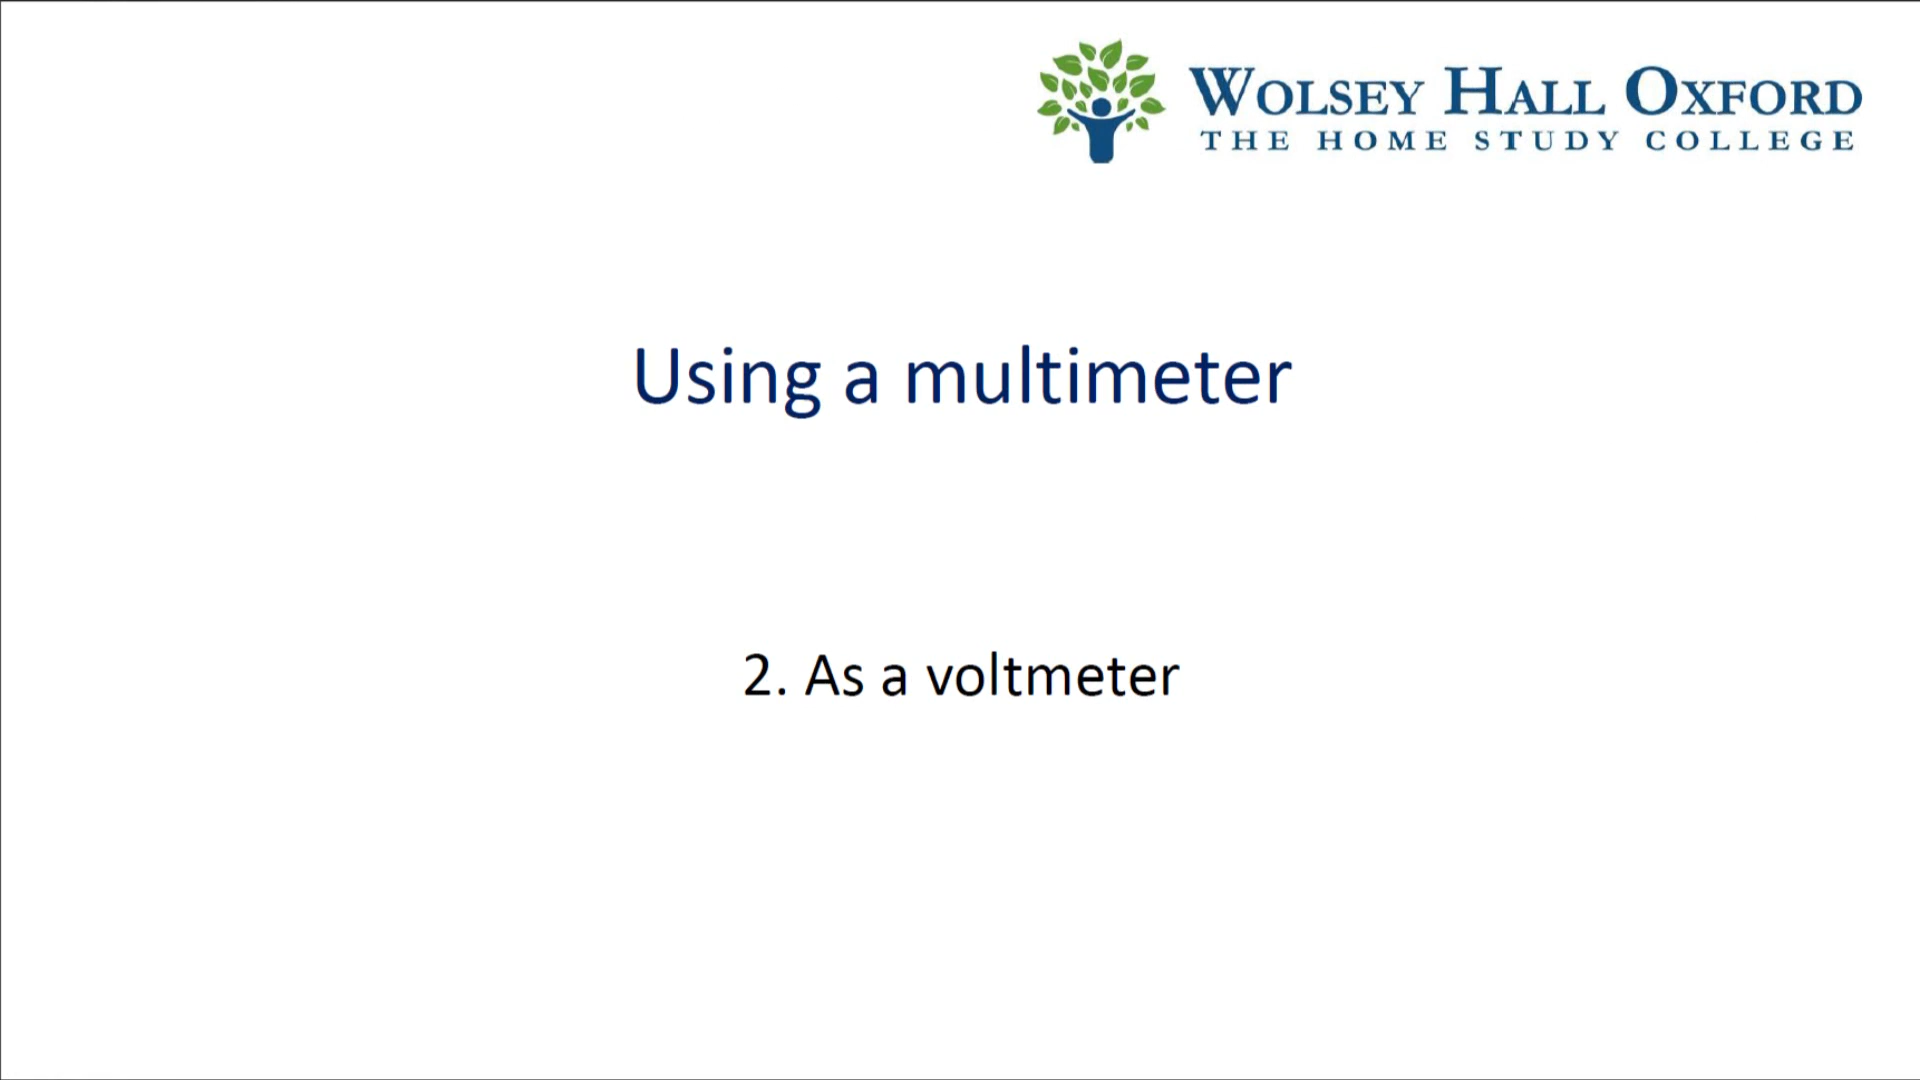 WOLSEY HALL OXFORD
THE HOME STUDY COLLEGE
Using a multimeter
2. As a voltmeter